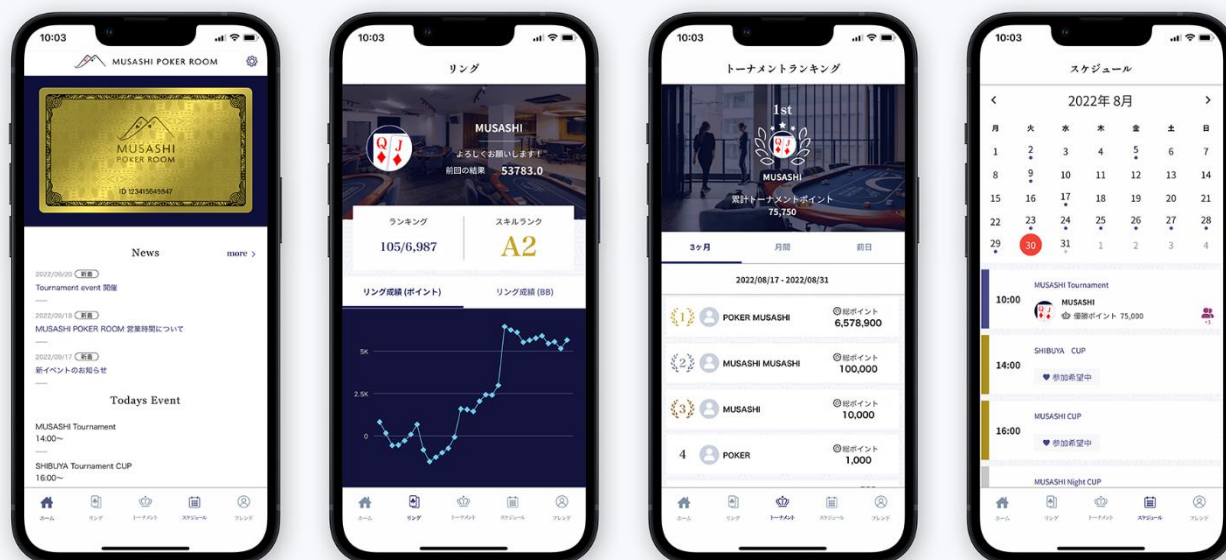 10:03
MUSASHI POKER ROOM
MUSASHI
POKER ROOM
ID 123415649847
News
more >
2022/09/20 新着
Tournament event 開催
2022/09/18 新着
MUSASHI POKER ROOM 営業時間について
2022/09/17 新着
新イベントのお知らせ
Todays Event
MUSASHI Tournament
14:00～
SHIBUYA Tournament CUP
16:00～
ホーム リング トーナメント スケジュール フレンド
10:03
リング
Q J
MUSASHI
よろしくお願いします！
前回の結果 53783.0
ランキング スキルランク
105/6,987 A2
リング成績 (ポイント) リング成績 (BB)
5K
2.5K
0
ホーム リング トーナメント スケジュール フレンド
10:03
トーナメントランキング
1st
Q J
MUSASHI
累計トーナメントポイント
75,750
3ヶ月 月間 前日
2022/08/17 - 2022/08/31
1 POKER MUSASHI 総ポイント
6,578,900
2 MUSASHI MUSASHI 総ポイント
100,000
3 MUSASHI 総ポイント
10,000
4 POKER 総ポイント
1,000
ホーム リング トーナメント スケジュール フレンド
10:03
スケジュール
< 2022年 8月 >
月 火 水 木 金 土 日
1 2 3 4 5 6 7
8 9 10 11 12 13 14
15 16 17 18 19 20 21
22 23 24 25 26 27 28
29 30 31 1 2 3 4
MUSASHI Tournament
10:00 MUSASHI
Q J 優勝ポイント 75,000
+1
SHIBUYA CUP
14:00
参加希望中
MUSASHI CUP
16:00
参加希望中
MUSASHI Night CUP
ホーム リング トーナメント スケジュール フレンド